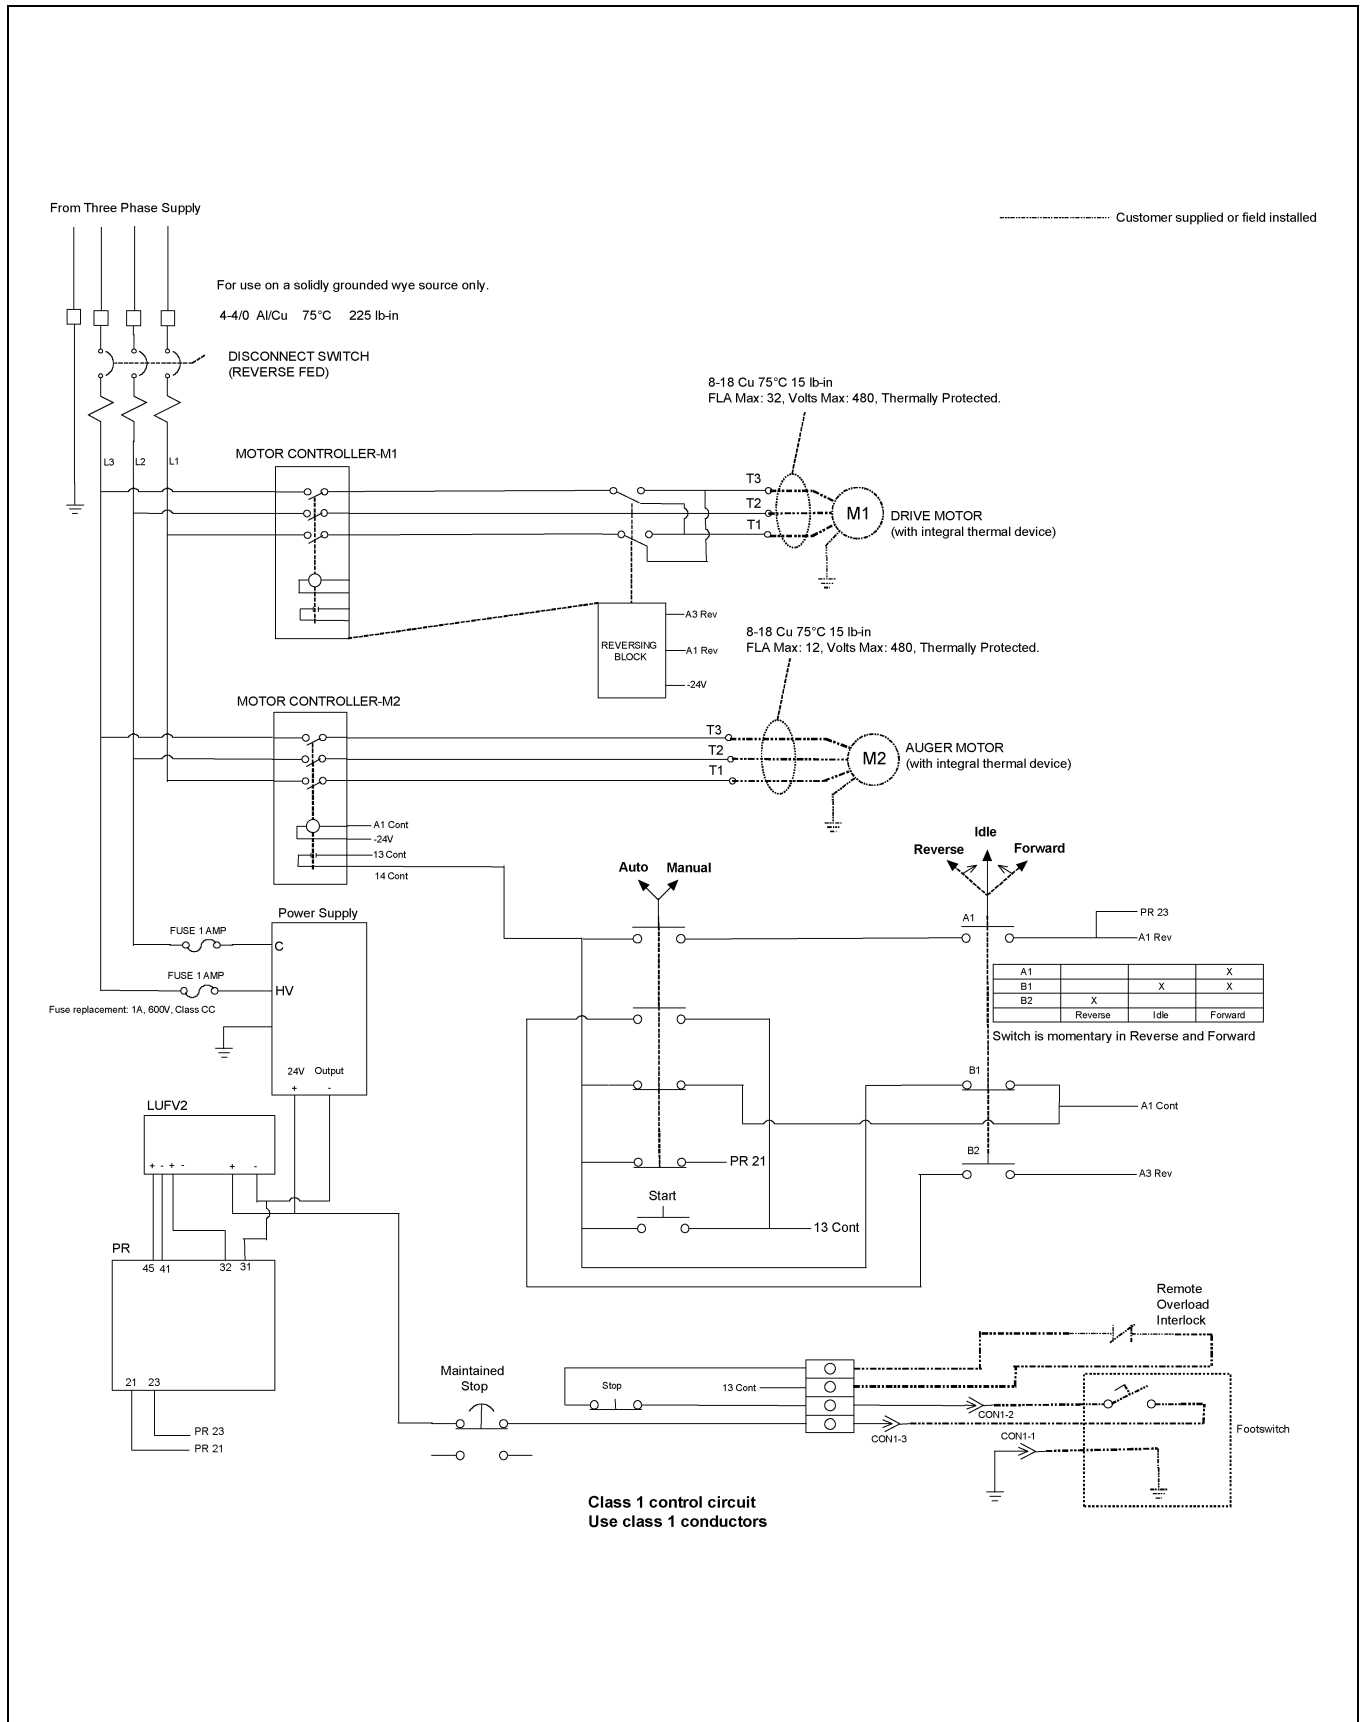 From Three Phase Supply
Customer supplied or field installed
For use on a solidly grounded wye source only.
4-4/0 Al/Cu 75°C 225 lb-in
DISCONNECT SWITCH
(REVERSE FED)
8-18 Cu 75°C 15 lb-in
FLA Max: 32, Volts Max: 480, Thermally Protected.
L3
L2
L1
MOTOR CONTROLLER-M1
T3
T2
T1
M1
DRIVE MOTOR
(with integral thermal device)
REVERSING
BLOCK
A3 Rev
A1 Rev
-24V
8-18 Cu 75°C 15 lb-in
FLA Max: 12, Volts Max: 480, Thermally Protected.
MOTOR CONTROLLER-M2
T3
T2
T1
M2
AUGER MOTOR
(with integral thermal device)
A1 Cont
-24V
13 Cont
14 Cont
Auto
Manual
Reverse
Idle
Forward
Power Supply
FUSE 1 AMP
C
FUSE 1 AMP
HV
Fuse replacement: 1A, 600V, Class CC
24V Output
+ -
A1
PR 23
A1 Rev
A1 X
B1 X X
B2 X
Reverse Idle Forward
Switch is momentary in Reverse and Forward
B1
A1 Cont
B2
A3 Rev
PR 21
Start
13 Cont
LUFV2
+ - + - + -
PR
45 41 32 31
21 23
PR 23
PR 21
Maintained
Stop
Stop
13 Cont
Remote
Overload
Interlock
CON1-2
CON1-3
CON1-1
Footswitch
Class 1 control circuit
Use class 1 conductors